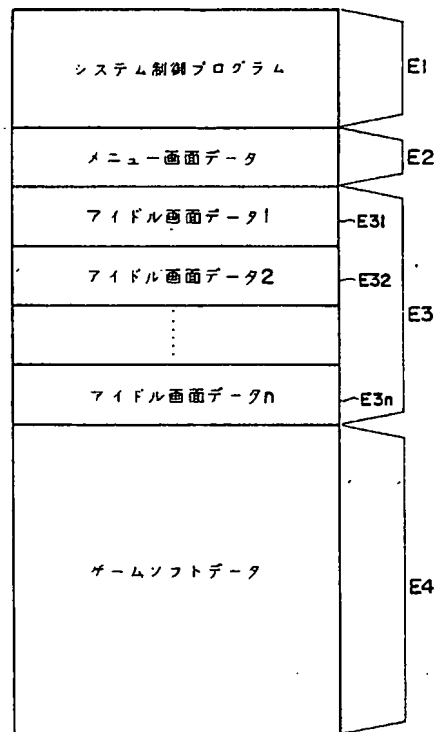 システム制御プログラム
E1
メニュー画面データ
E2
アイドル画面データ1
E31
アイドル画面データ2
E32
E3
アイドル画面データn
E3n
ゲームソフトデータ
E4